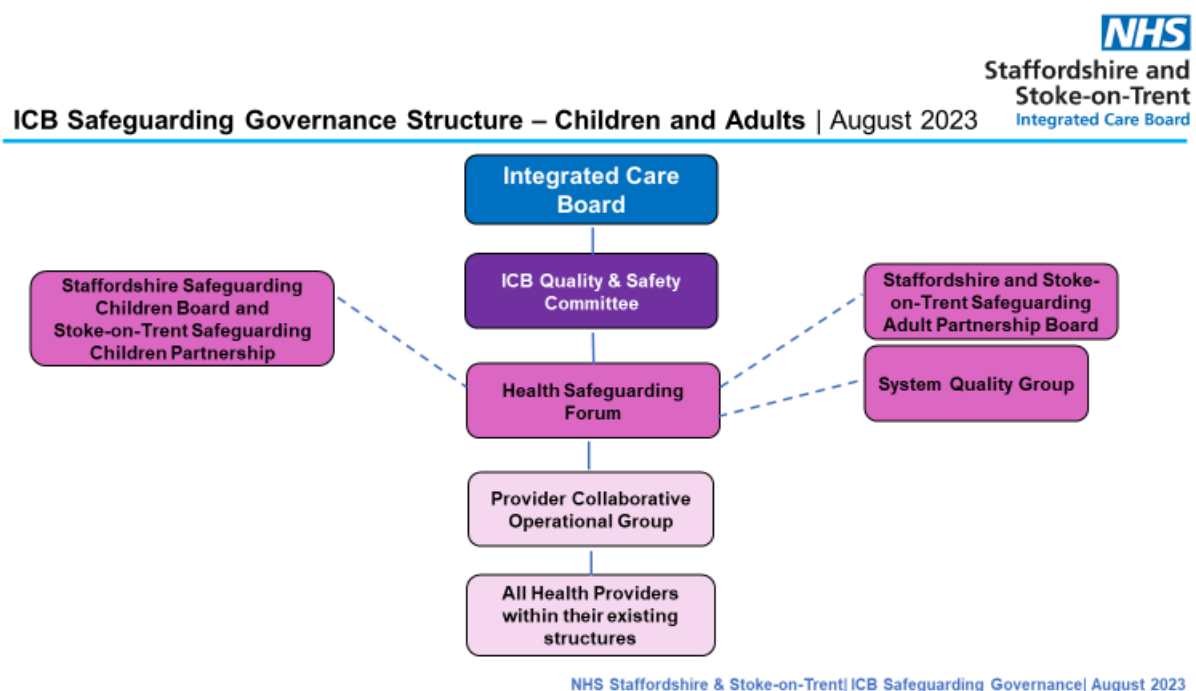 NHS
Staffordshire and
Stoke-on-Trent
Integrated Care Board
ICB Safeguarding Governance Structure – Children and Adults | August 2023
Integrated Care
Board
ICB Quality & Safety
Committee
Staffordshire Safeguarding
Children Board and
Stoke-on-Trent Safeguarding
Children Partnership
Staffordshire and Stoke-
on-Trent Safeguarding
Adult Partnership Board
System Quality Group
Health Safeguarding
Forum
Provider Collaborative
Operational Group
All Health Providers
within their existing
structures
NHS Staffordshire & Stoke-on-Trent| ICB Safeguarding Governance| August 2023